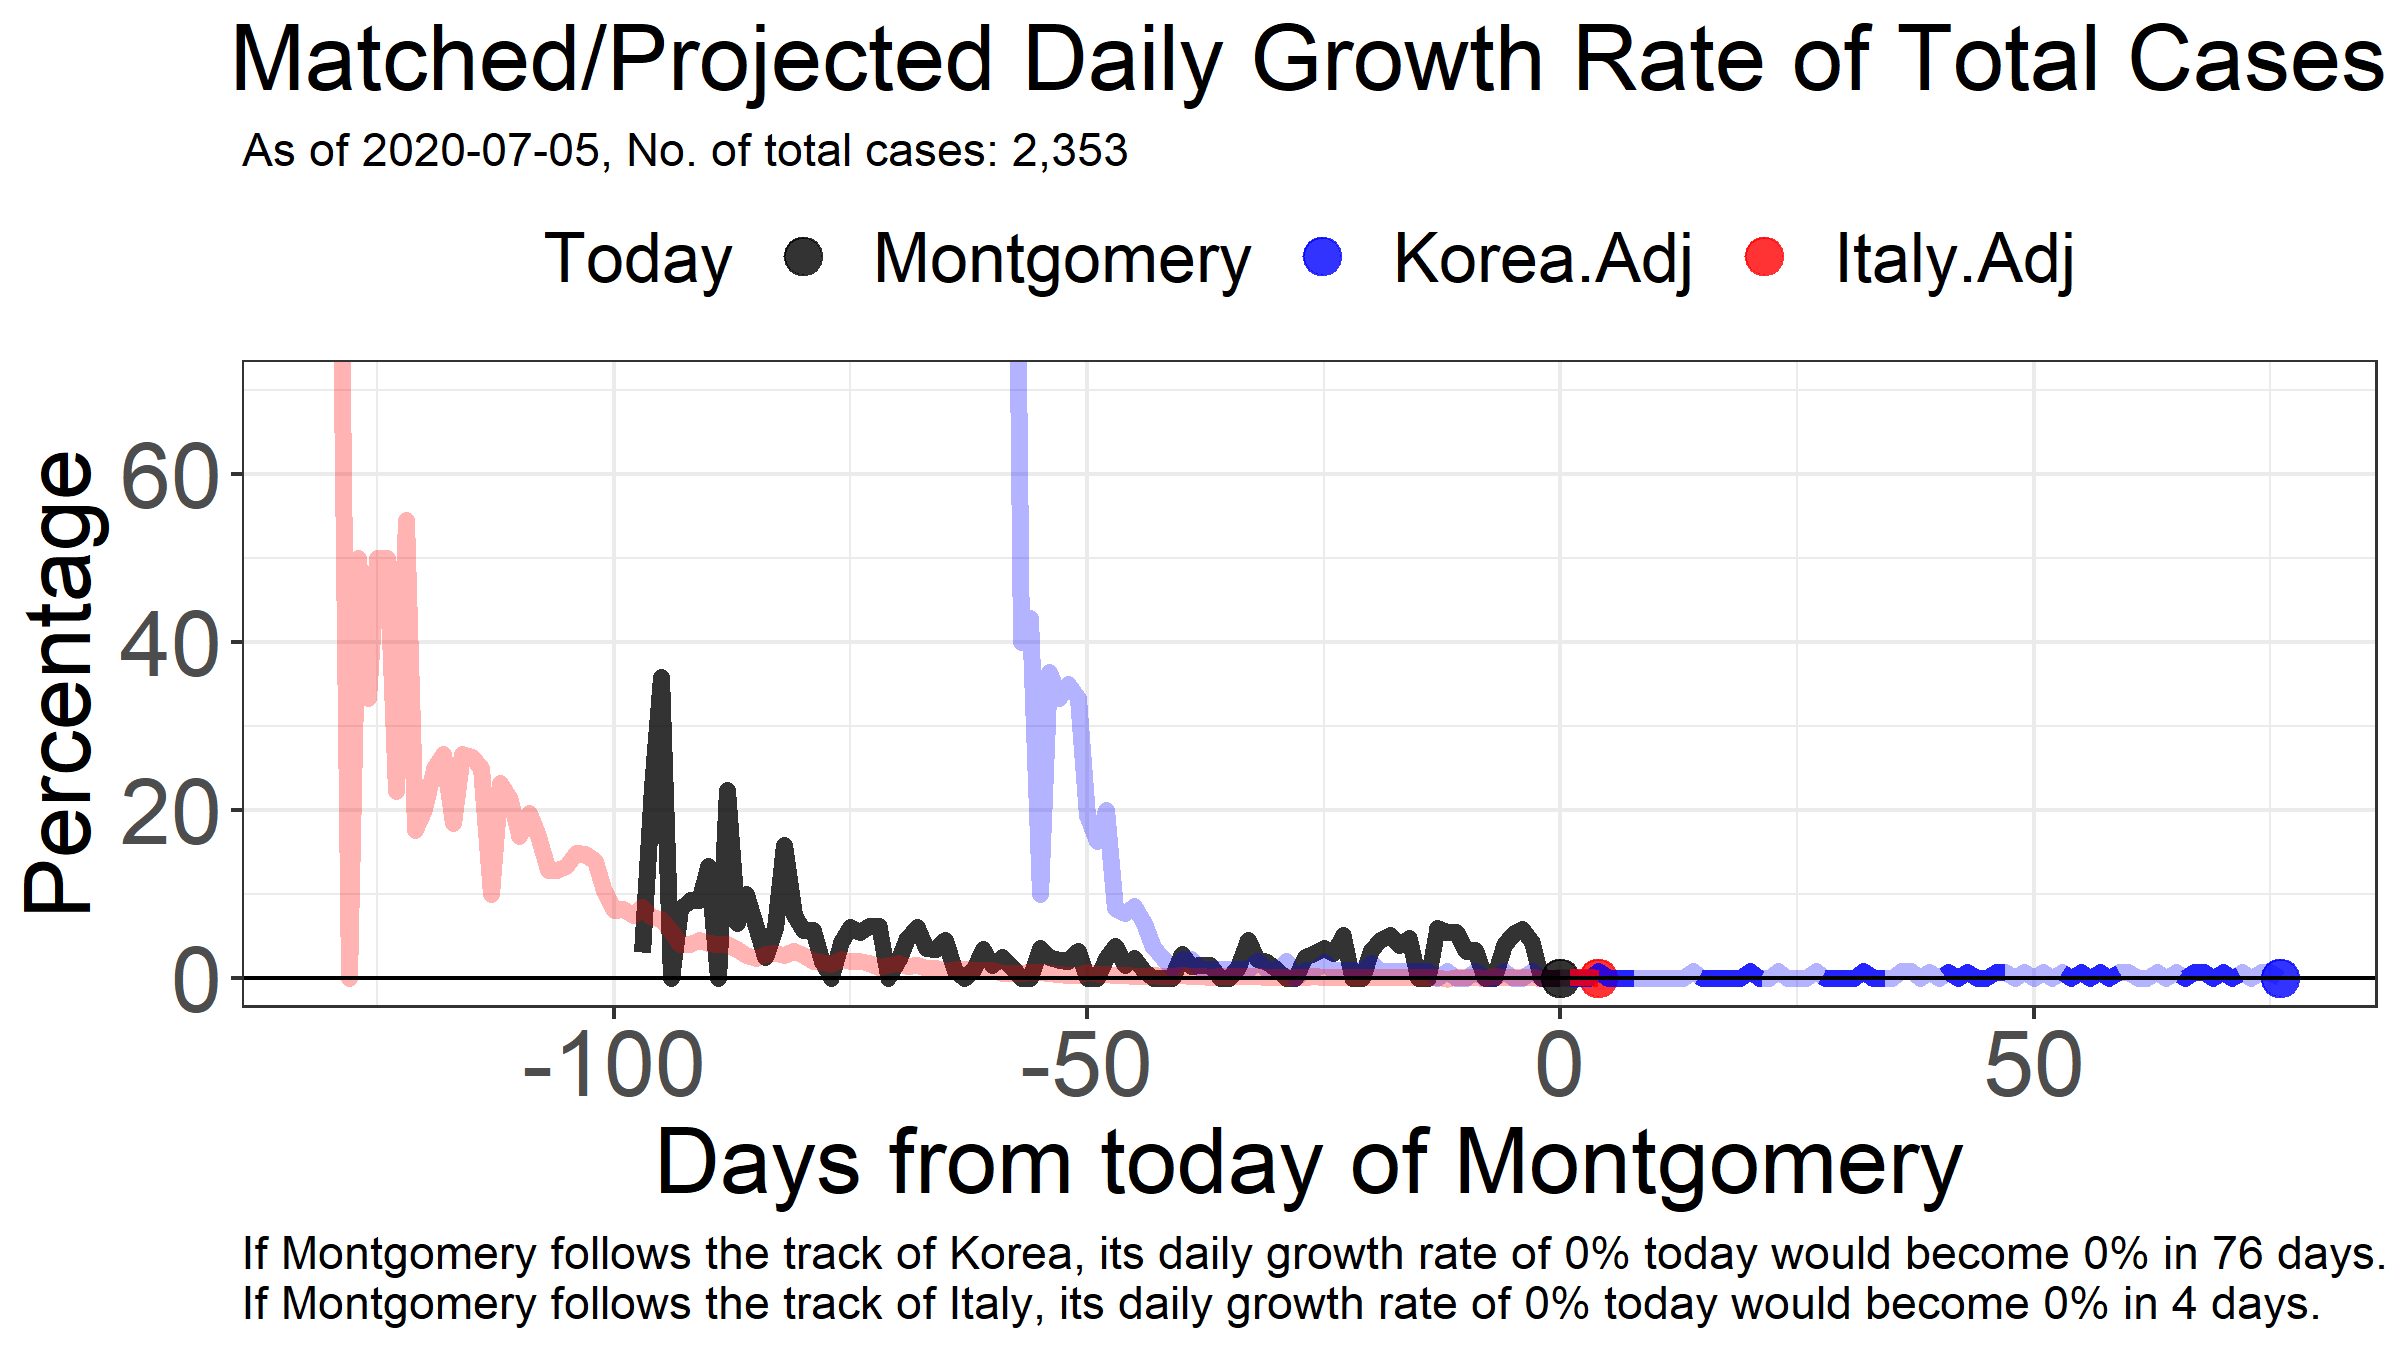 Matched/Projected Daily Growth Rate of Total Cases
As of 2020-07-05, No. of total cases: 2,353
Today Montgomery Korea.Adj Italy.Adj
Percentage
60
40
20
0
-100 -50 0 50
Days from today of Montgomery
If Montgomery follows the track of Korea, its daily growth rate of 0% today would become 0% in 76 days.
If Montgomery follows the track of Italy, its daily growth rate of 0% today would become 0% in 4 days.